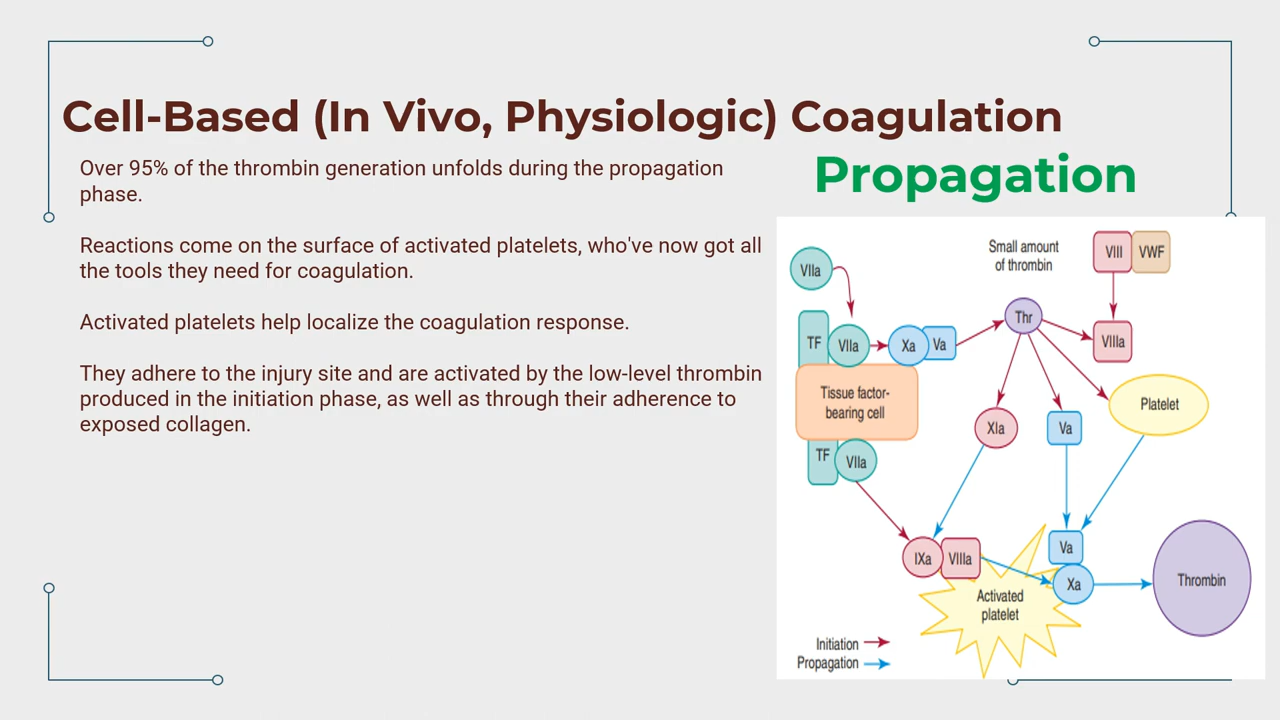 Cell-Based (In Vivo, Physiologic) Coagulation
Propagation
Over 95% of the thrombin generation unfolds during the propagation
phase.
Reactions come on the surface of activated platelets, who've now got all
the tools they need for coagulation.
Activated platelets help localize the coagulation response.
They adhere to the injury site and are activated by the low-level thrombin
produced in the initiation phase, as well as through their adherence to
exposed collagen.
Small amount
of thrombin
VIII
VWF
VIIa
Thr
TF
VIIa
Xa
Va
VIIIa
Tissue factor-
bearing cell
Platelet
XIa
Va
TF
VIIa
IXa
VIIIa
Va
Xa
Thrombin
Activated
platelet
Initiation
Propagation